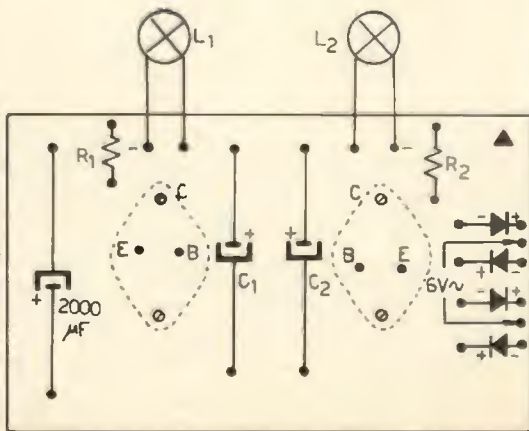 L1
L2
R1
-
-
R2
C
C
- +
E
B
+
+
B
E
6V~
+ -
+
2000
µF
C1
C2
- +
+ -